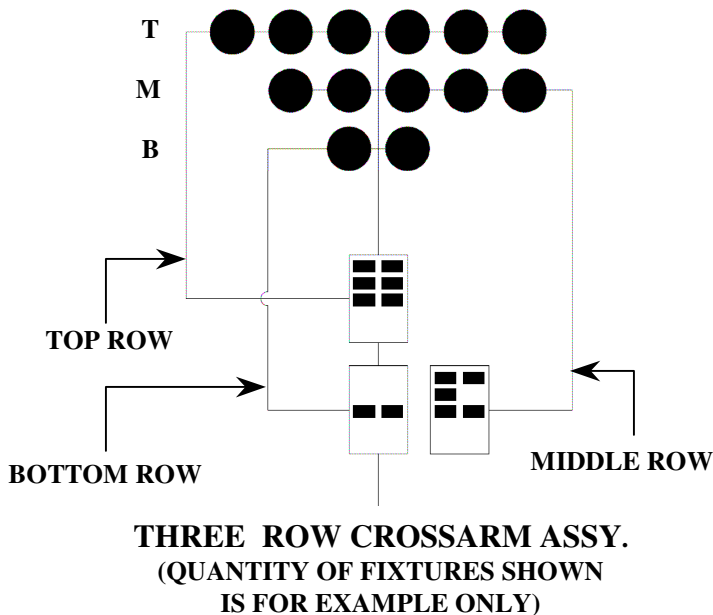 T
M
B
TOP ROW
BOTTOM ROW
MIDDLE ROW
THREE ROW CROSSARM ASSY.
(QUANTITY OF FIXTURES SHOWN
IS FOR EXAMPLE ONLY)